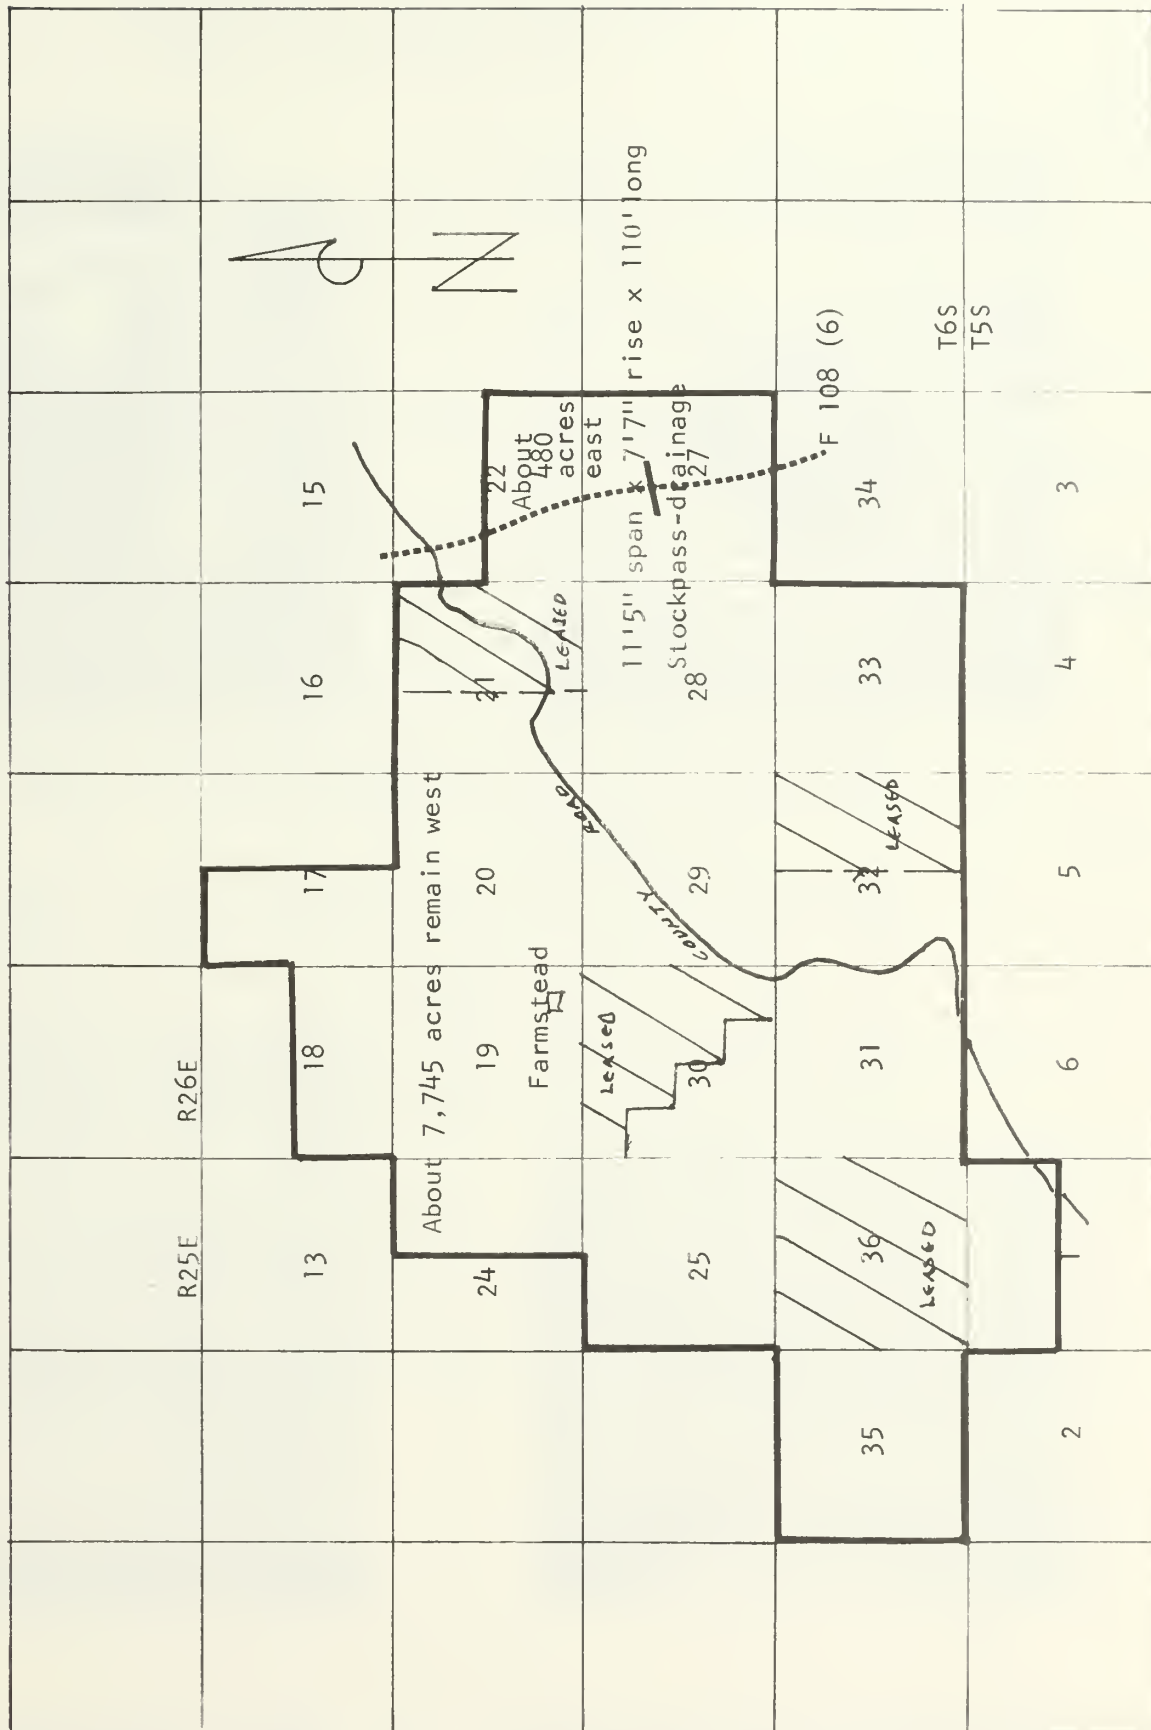 R25E
R26E
13
18
17
16
15
N
About 7,745 acres remain west
24
19
20
21
22
Farmstead
About
480
acres
east
LEASED
LEASED
COUNTY ROAD
11'5" span x 7'7" rise x 110' long
Stockpass-drainage
25
30
29
28
27
F 108 (6)
35
36
31
32
33
34
LEASED
LEASED
T6S
T5S
2
6
5
4
3